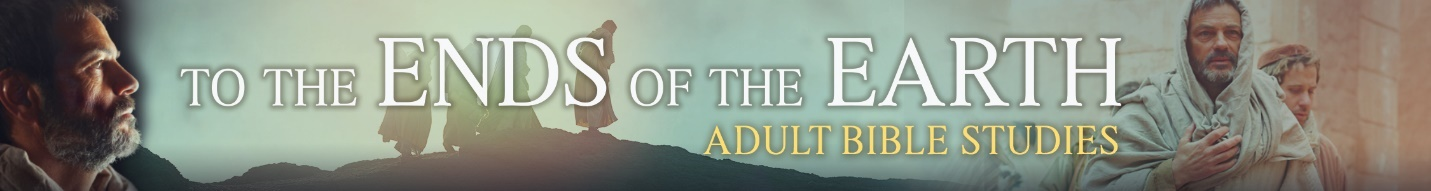 TO THE ENDS OF THE EARTH
ADULT BIBLE STUDIES